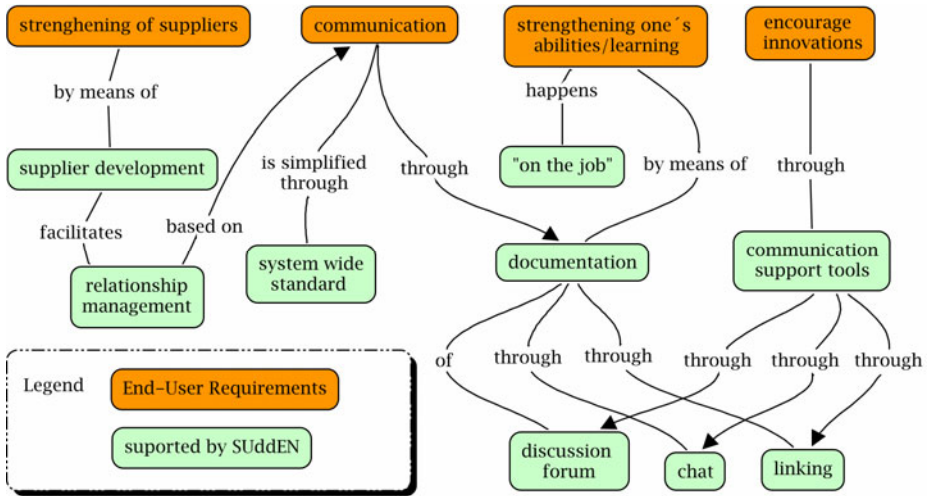 strenghening of suppliers
communication
strengthening one´s
abilities/learning
encourage
innovations
by means of
happens
supplier development
is simplified
through
through
"on the job"
by means of
through
facilitates
based on
relationship
management
system wide
standard
documentation
communication
support tools
of
through
through
through
through
through
discussion
forum
chat
linking
Legend
End-User Requirements
suported by SUddEN